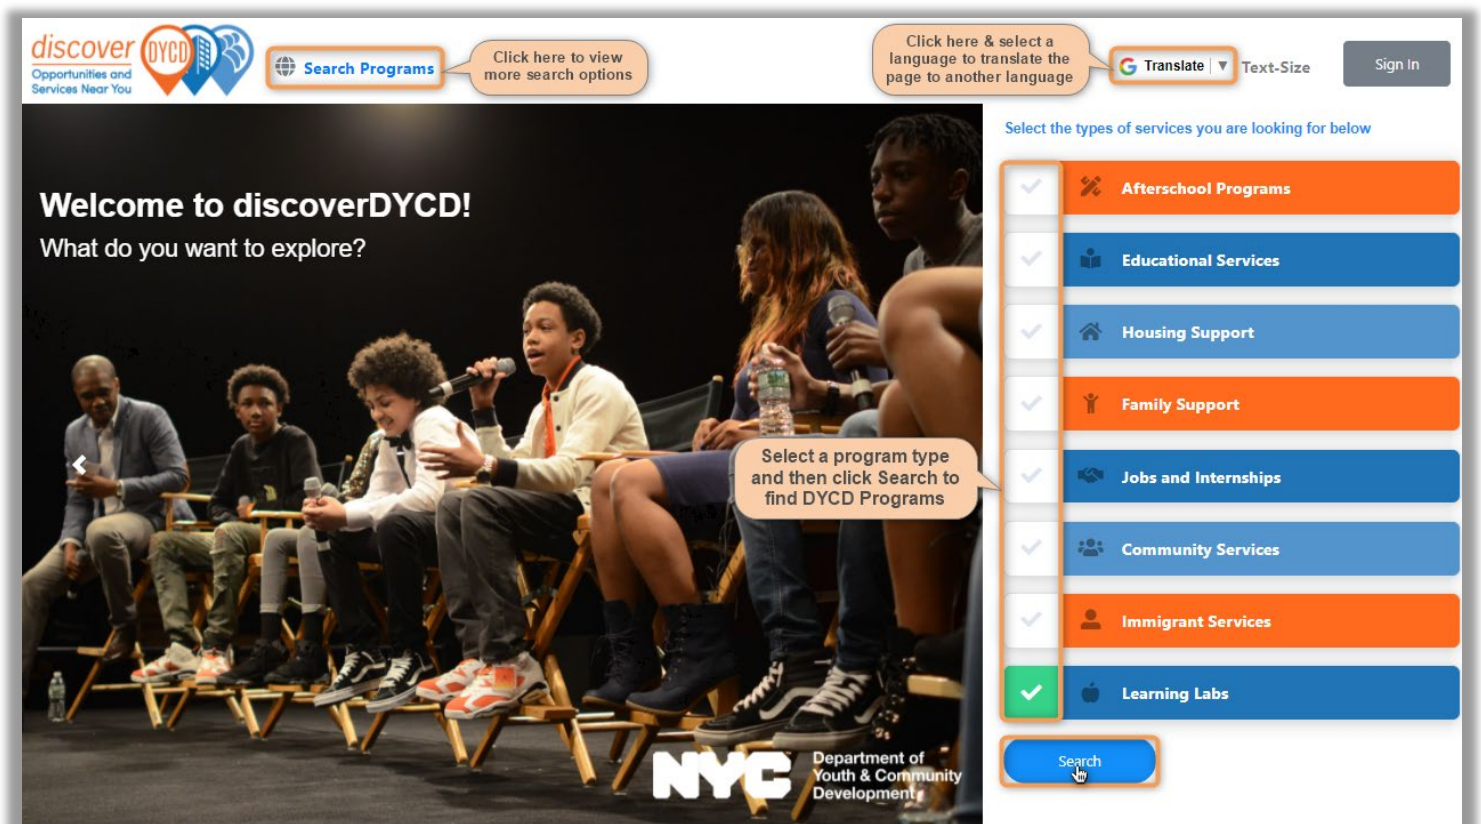 discover DYCD
Opportunities and
Services Near You
Search Programs
Click here to view
more search options
Click here & select a
language to translate the
page to another language
G Translate ▼
Text-Size
Sign In
Welcome to discoverDYCD!
What do you want to explore?
Select a program type
and then click Search to
find DYCD Programs
NYC
Department of
Youth & Community
Development
Select the types of services you are looking for below
Afterschool Programs
Educational Services
Housing Support
Family Support
Jobs and Internships
Community Services
Immigrant Services
Learning Labs
Search